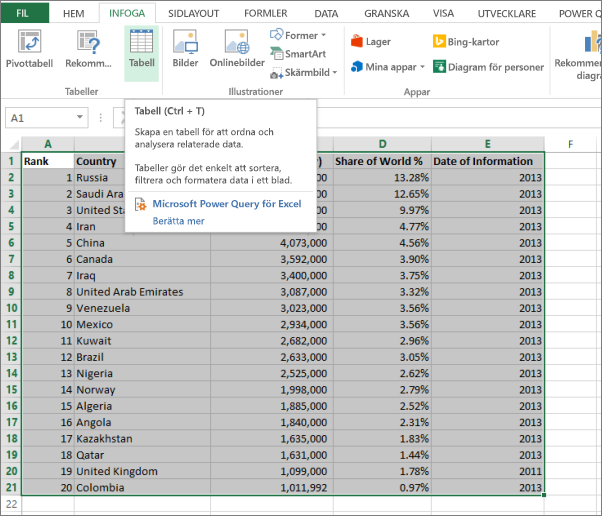 FIL HEM INFOGA SIDLAYOUT FORMLER DATA GRANSKA VISA UTVECKLARE POWER Q
Pivottabell Rekomm... Tabell Bilder Onlinebilder Former SmartArt Skärmbild Lager Mina appar Bing-kartor Diagram för personer Rekommen
diagra
Tabeller Illustrationer Appar
A1
Tabell (Ctrl + T)
Skapa en tabell för att ordna och
analysera relaterade data.
Tabeller gör det enkelt att sortera,
filtrera och formatera data i ett blad.
Microsoft Power Query för Excel
Berätta mer
A D E F
1 Rank Country r) Share of World % Date of Information
2 1 Russia 000 13.28% 2013
3 2 Saudi Ara 000 12.65% 2013
4 3 United Sta 000 9.97% 2013
5 4 Iran 000 4.77% 2013
6 5 China 4,073,000 4.56% 2013
7 6 Canada 3,592,000 3.90% 2013
8 7 Iraq 3,400,000 3.75% 2013
9 8 United Arab Emirates 3,087,000 3.32% 2013
10 9 Venezuela 3,023,000 3.56% 2013
11 10 Mexico 2,934,000 3.56% 2013
12 11 Kuwait 2,682,000 2.96% 2013
13 12 Brazil 2,633,000 3.05% 2013
14 13 Nigeria 2,525,000 2.62% 2013
15 14 Norway 1,998,000 2.79% 2013
16 15 Algeria 1,885,000 2.52% 2013
17 16 Angola 1,840,000 2.31% 2013
18 17 Kazakhstan 1,635,000 1.83% 2013
19 18 Qatar 1,631,000 1.44% 2013
20 19 United Kingdom 1,099,000 1.78% 2011
21 20 Colombia 1,011,992 0.97% 2013
22